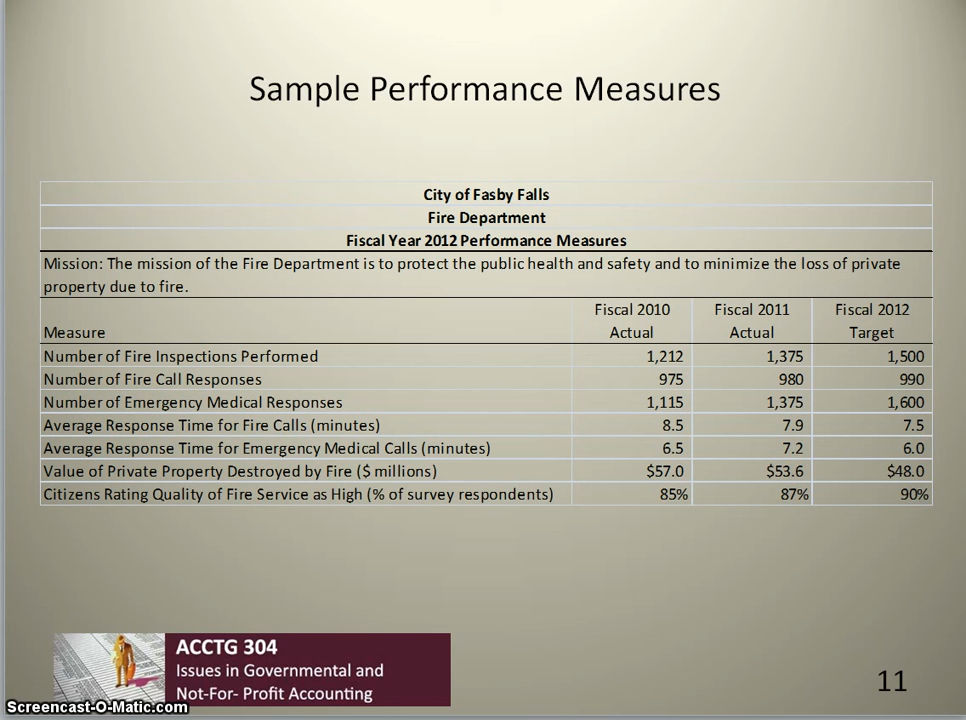 Sample Performance Measures
City of Fasby Falls
Fire Department
Fiscal Year 2012 Performance Measures
Mission: The mission of the Fire Department is to protect the public health and safety and to minimize the loss of private
property due to fire.
Fiscal 2010 Fiscal 2011 Fiscal 2012
Measure Actual Actual Target
Number of Fire Inspections Performed 1,212 1,375 1,500
Number of Fire Call Responses 975 980 990
Number of Emergency Medical Responses 1,115 1,375 1,600
Average Response Time for Fire Calls (minutes) 8.5 7.9 7.5
Average Response Time for Emergency Medical Calls (minutes) 6.5 7.2 6.0
Value of Private Property Destroyed by Fire ($ millions) $57.0 $53.6 $48.0
Citizens Rating Quality of Fire Service as High (% of survey respondents) 85% 87% 90%
ACCTG 304
Issues in Governmental and
Not-For- Profit Accounting
11
Screencast-O-Matic.com